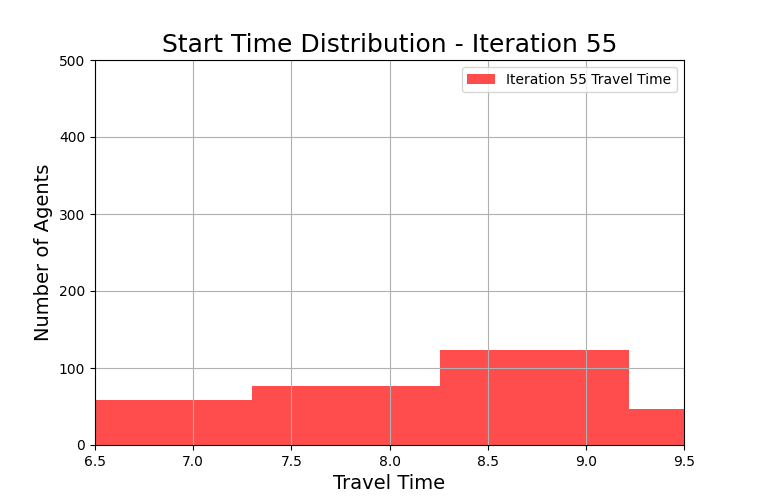 Start Time Distribution - Iteration 55
Iteration 55 Travel Time
Number of Agents
500
400
300
200
100
0
6.5 7.0 7.5 8.0 8.5 9.0 9.5
Travel Time